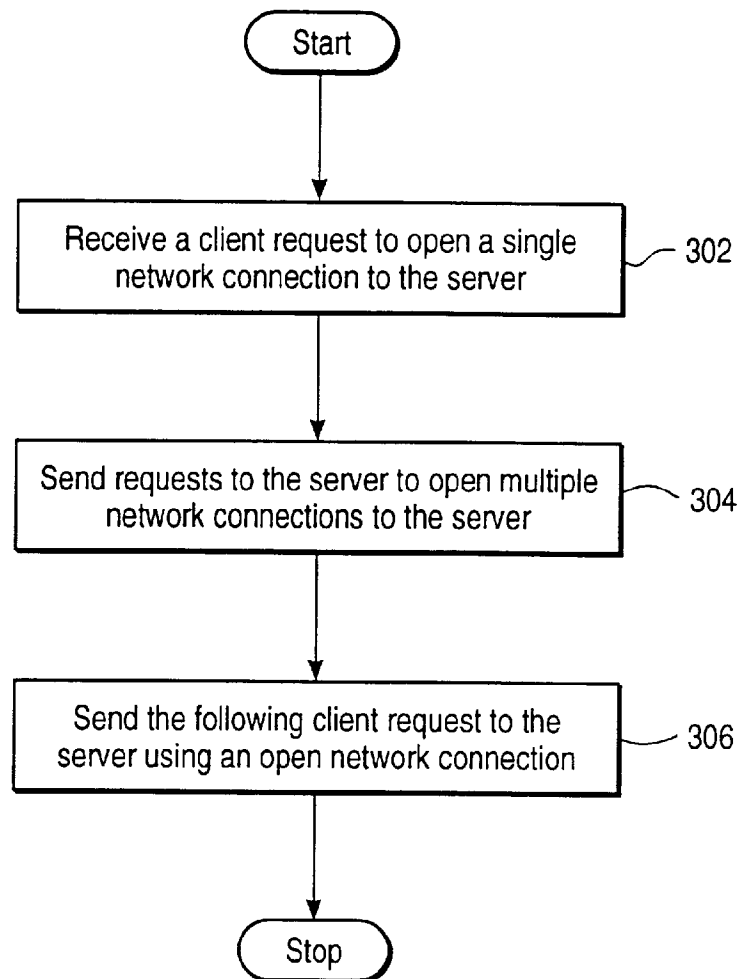 Start
Receive a client request to open a single
network connection to the server
302
Send requests to the server to open multiple
network connections to the server
304
Send the following client request to the
server using an open network connection
306
Stop